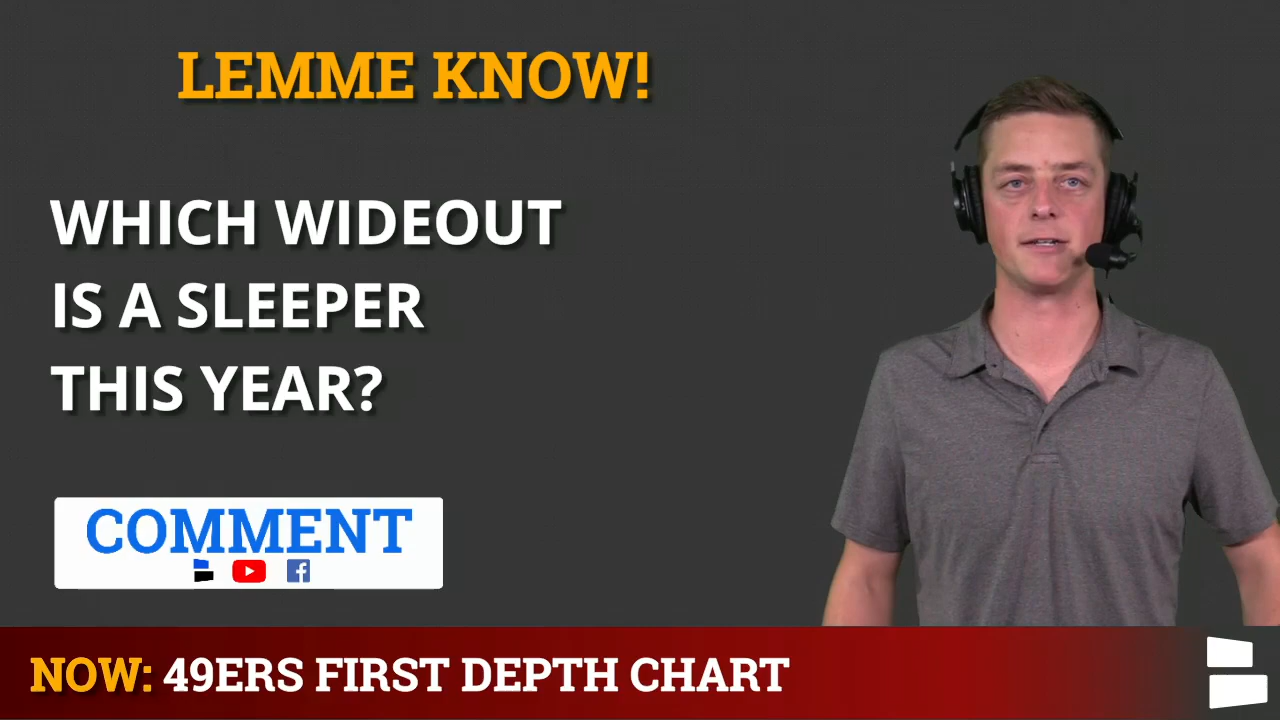 LEMME KNOW!
WHICH WIDEOUT
IS A SLEEPER
THIS YEAR?
COMMENT
NOW: 49ERS FIRST DEPTH CHART